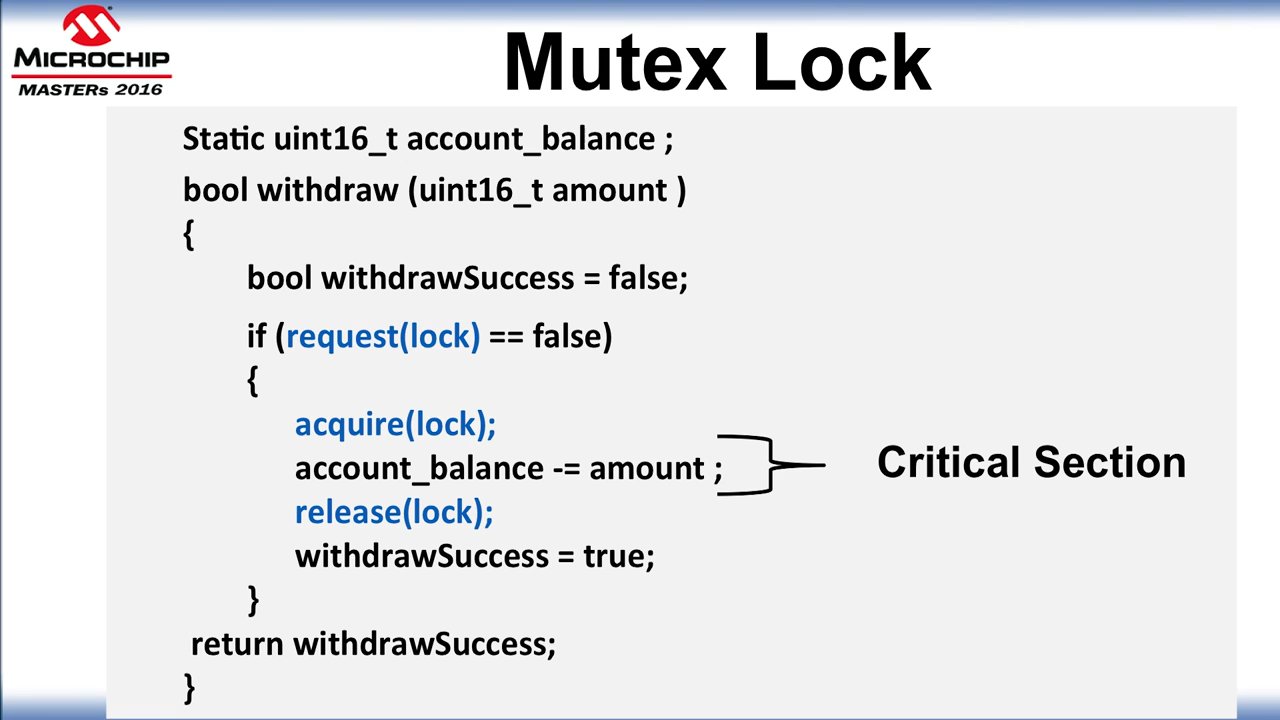 MICROCHIP
MASTERs 2016
Mutex Lock
Static uint16_t account_balance ;
bool withdraw (uint16_t amount )
{
bool withdrawSuccess = false;
if (request(lock) == false)
{
acquire(lock);
account_balance -= amount ;
Critical Section
release(lock);
withdrawSuccess = true;
}
return withdrawSuccess;
}